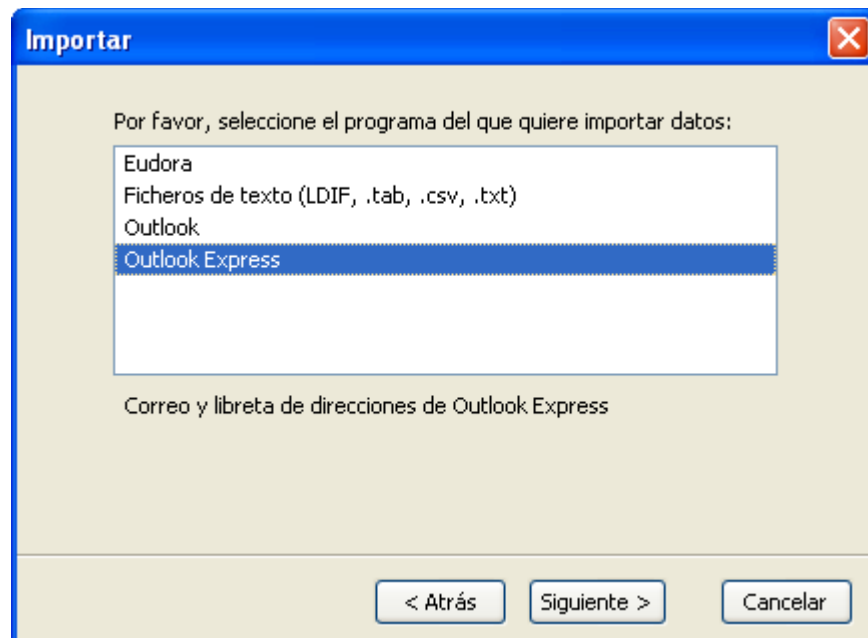 Importar
Por favor, seleccione el programa del que quiere importar datos:
Eudora
Ficheros de texto (LDIF, .tab, .csv, .txt)
Outlook
Outlook Express
Correo y libreta de direcciones de Outlook Express
< Atrás
Siguiente >
Cancelar